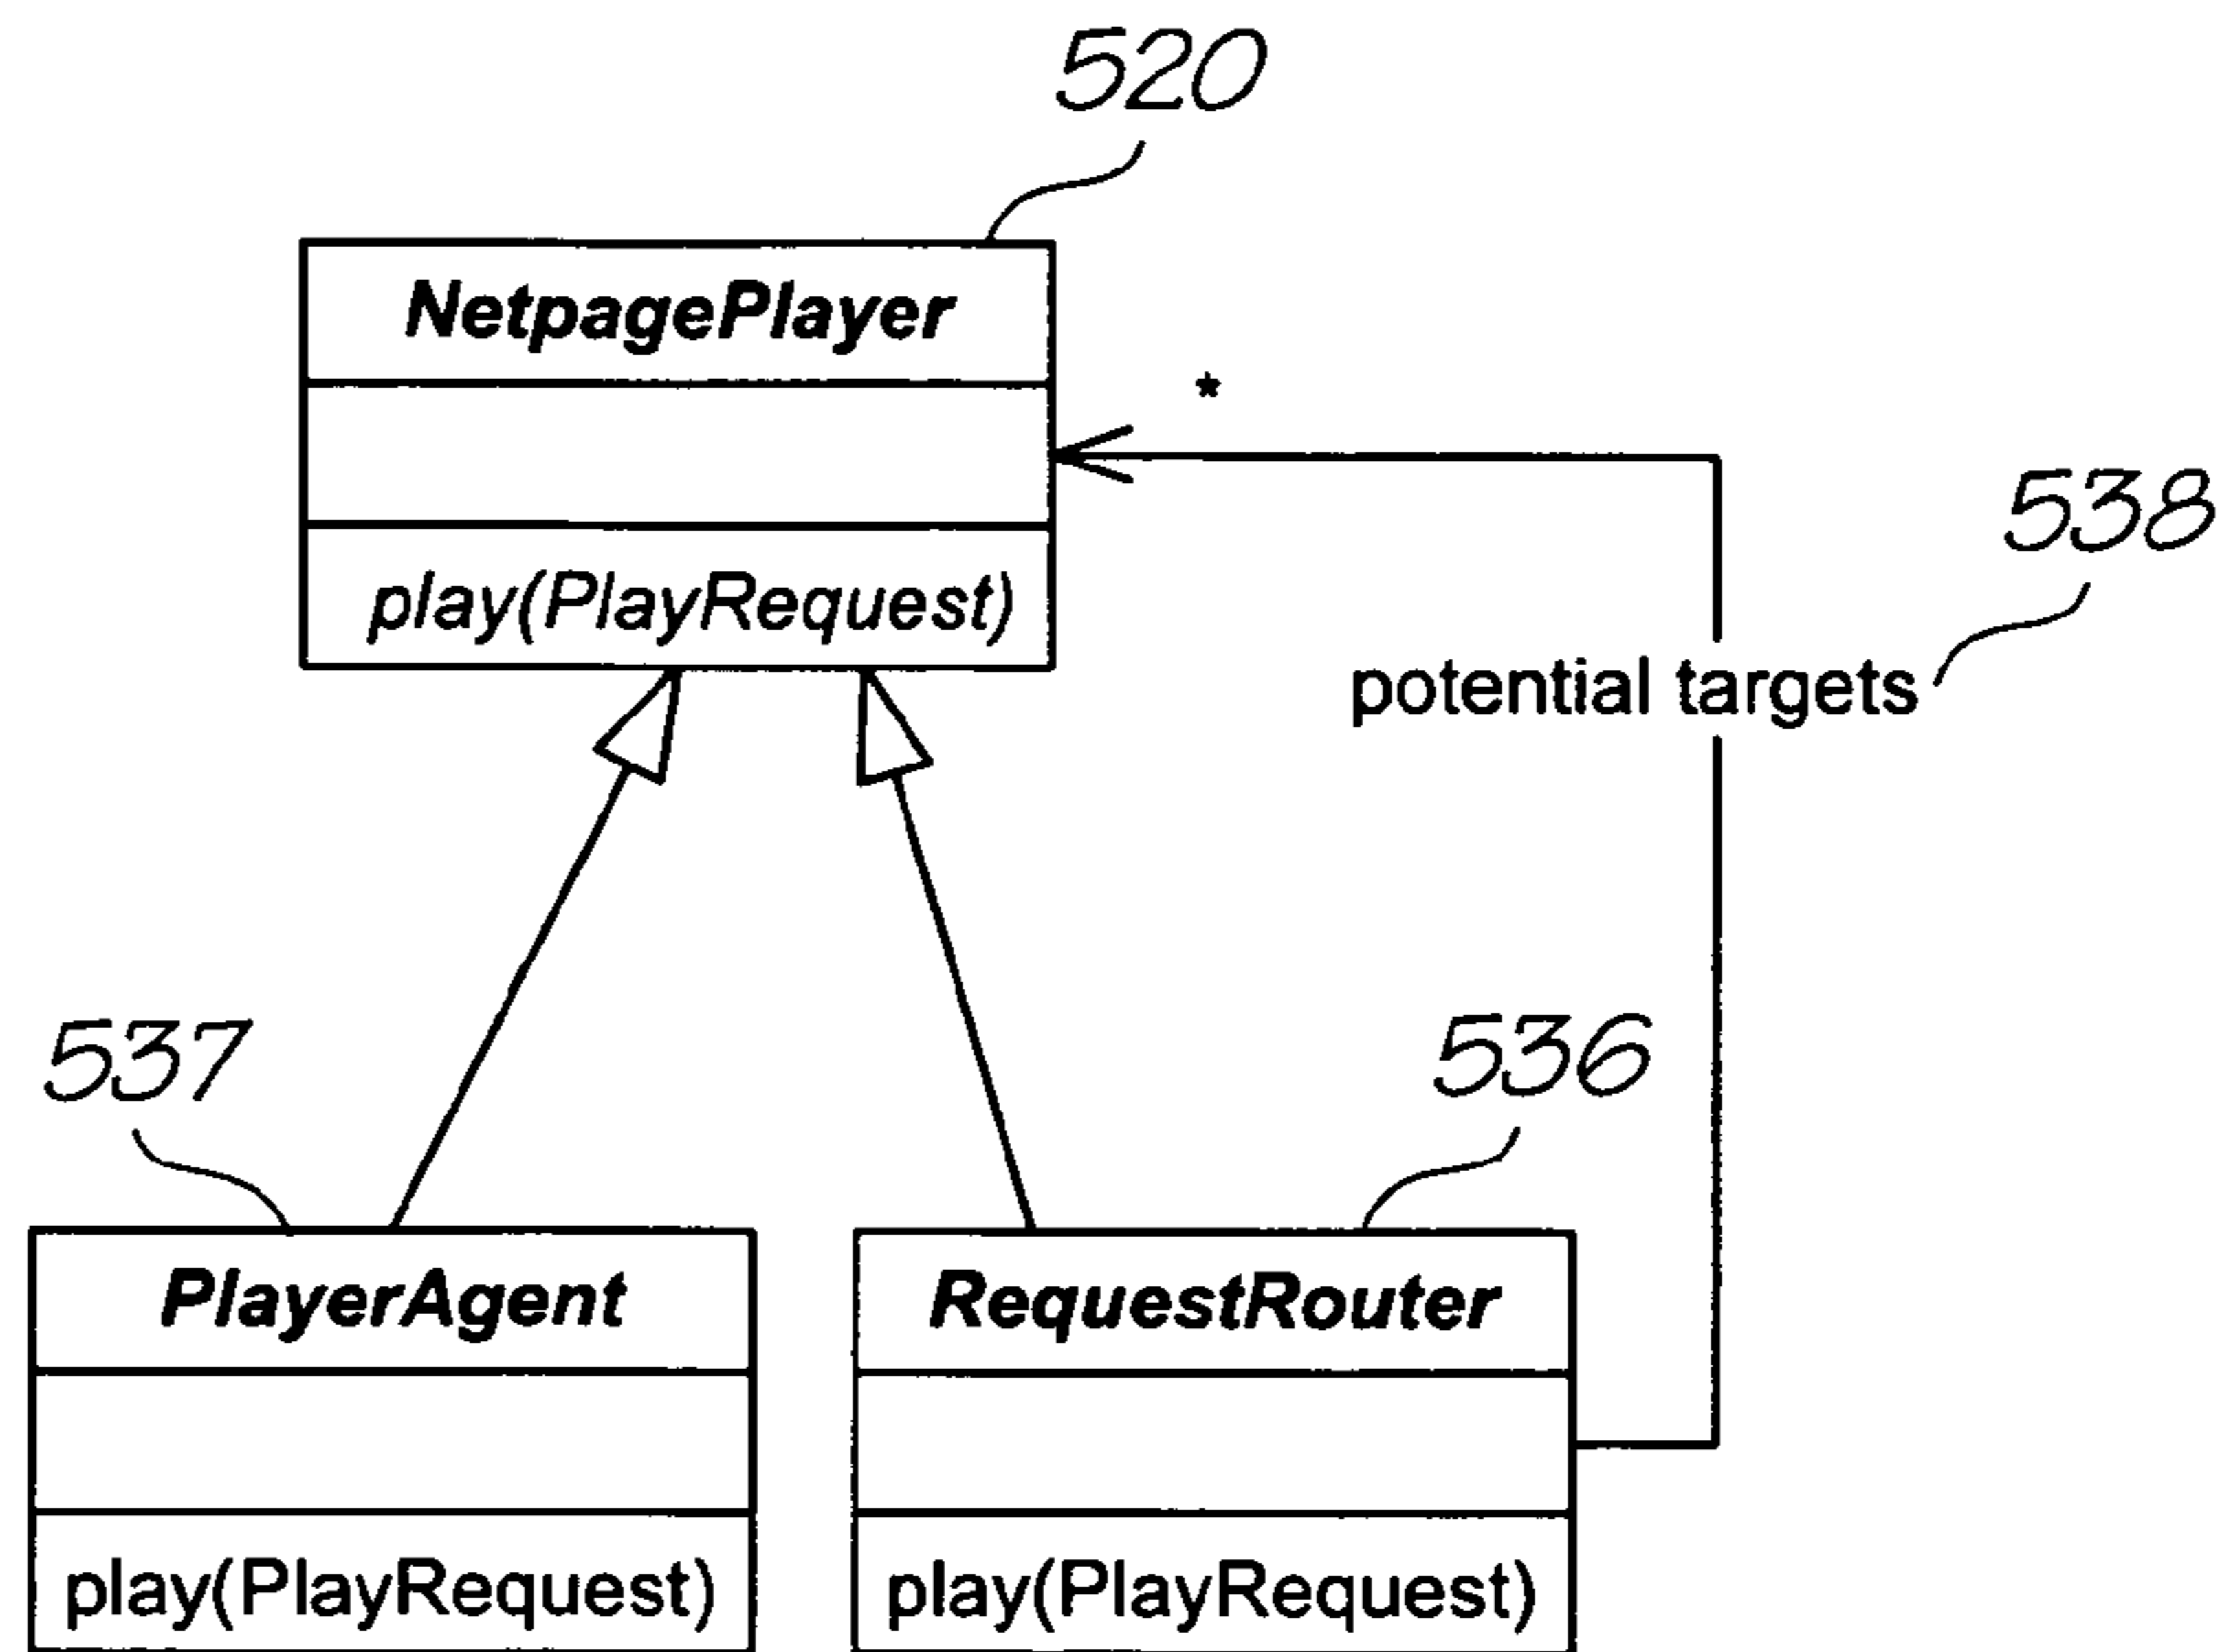 520
NetpagePlayer
*
play(PlayRequest)
538
potential targets
537
536
PlayerAgent
RequestRouter
play(PlayRequest)
play(PlayRequest)